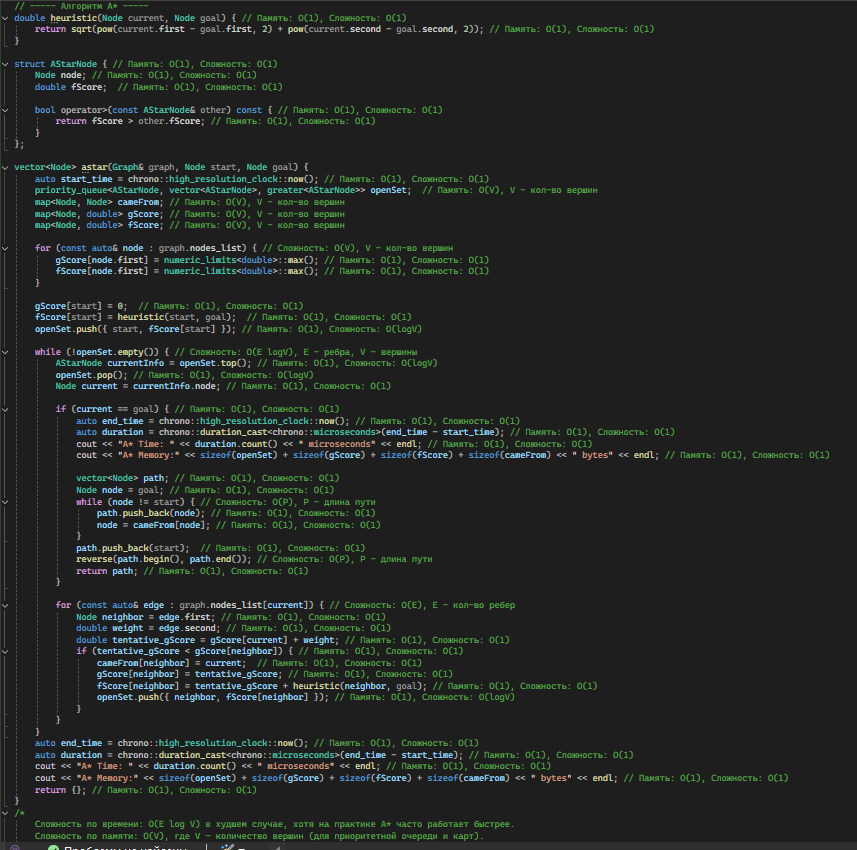 // ----- Алгоритм A* -----
double heuristic(Node current, Node goal) { // Память: O(1), Сложность: O(1)
    return sqrt(pow(current.first - goal.first, 2) + pow(current.second - goal.second, 2)); // Память: O(1), Сложность: O(1)
}

struct AStarNode { // Память: O(1), Сложность: O(1)
    Node node; // Память: O(1), Сложность: O(1)
    double fScore;  // Память: O(1), Сложность: O(1)

    bool operator>(const AStarNode& other) const { // Память: O(1), Сложность: O(1)
        return fScore > other.fScore; // Память: O(1), Сложность: O(1)
    }
};

vector<Node> astar(Graph& graph, Node start, Node goal) {
    auto start_time = chrono::high_resolution_clock::now(); // Память: O(1), Сложность: O(1)
    priority_queue<AStarNode, vector<AStarNode>, greater<AStarNode>> openSet;  // Память: O(V), V - кол-во вершин
    map<Node, Node> cameFrom; // Память: O(V), V - кол-во вершин
    map<Node, double> gScore; // Память: O(V), V - кол-во вершин
    map<Node, double> fScore; // Память: O(V), V - кол-во вершин

    for (const auto& node : graph.nodes_list) { // Сложность: O(V), V - кол-во вершин
        gScore[node.first] = numeric_limits<double>::max(); // Память: O(1), Сложность: O(1)
        fScore[node.first] = numeric_limits<double>::max(); // Память: O(1), Сложность: O(1)
    }

    gScore[start] = 0;  // Память: O(1), Сложность: O(1)
    fScore[start] = heuristic(start, goal);  // Память: O(1), Сложность: O(1)
    openSet.push({ start, fScore[start] }); // Память: O(1), Сложность: O(logV)

    while (!openSet.empty()) { // Сложность: O(E logV), E - ребра, V - вершины
        AStarNode currentInfo = openSet.top(); // Память: O(1), Сложность: O(logV)
        openSet.pop(); // Память: O(1), Сложность: O(logV)
        Node current = currentInfo.node; // Память: O(1), Сложность: O(1)

        if (current == goal) { // Память: O(1), Сложность: O(1)
            auto end_time = chrono::high_resolution_clock::now(); // Память: O(1), Сложность: O(1)
            auto duration = chrono::duration_cast<chrono::microseconds>(end_time - start_time); // Память: O(1), Сложность: O(1)
            cout << "A* Time: " << duration.count() << " microseconds" << endl; // Память: O(1), Сложность: O(1)
            cout << "A* Memory:" << sizeof(openSet) + sizeof(gScore) + sizeof(fScore) + sizeof(cameFrom) << " bytes" << endl; // Память: O(1), Сложность: O(1)

            vector<Node> path; // Память: O(1), Сложность: O(1)
            Node node = goal; // Память: O(1), Сложность: O(1)
            while (node != start) { // Сложность: O(P), P - длина пути
                path.push_back(node); // Память: O(1), Сложность: O(1)
                node = cameFrom[node]; // Память: O(1), Сложность: O(1)
            }
            path.push_back(start);  // Память: O(1), Сложность: O(1)
            reverse(path.begin(), path.end()); // Сложность: O(P), P - длина пути
            return path; // Память: O(1), Сложность: O(1)
        }

        for (const auto& edge : graph.nodes_list[current]) { // Сложность: O(E), E - кол-во ребер
            Node neighbor = edge.first; // Память: O(1), Сложность: O(1)
            double weight = edge.second; // Память: O(1), Сложность: O(1)
            double tentative_gScore = gScore[current] + weight; // Память: O(1), Сложность: O(1)
            if (tentative_gScore < gScore[neighbor]) { // Память: O(1), Сложность: O(1)
                cameFrom[neighbor] = current;  // Память: O(1), Сложность: O(1)
                gScore[neighbor] = tentative_gScore; // Память: O(1), Сложность: O(1)
                fScore[neighbor] = tentative_gScore + heuristic(neighbor, goal); // Память: O(1), Сложность: O(1)
                openSet.push({ neighbor, fScore[neighbor] }); // Память: O(1), Сложность: O(logV)
            }
        }
    }
    auto end_time = chrono::high_resolution_clock::now(); // Память: O(1), Сложность: O(1)
    auto duration = chrono::duration_cast<chrono::microseconds>(end_time - start_time); // Память: O(1), Сложность: O(1)
    cout << "A* Time: " << duration.count() << " microseconds" << endl; // Память: O(1), Сложность: O(1)
    cout << "A* Memory:" << sizeof(openSet) + sizeof(gScore) + sizeof(fScore) + sizeof(cameFrom) << " bytes" << endl; // Память: O(1), Сложность: O(1)
    return {}; // Память: O(1), Сложность: O(1)
}
/*
    Сложность по времени: O(E log V) в худшем случае, хотя на практике A* часто работает быстрее.
    Сложность по памяти: O(V), где V - количество вершин (для приоритетной очереди и карт).